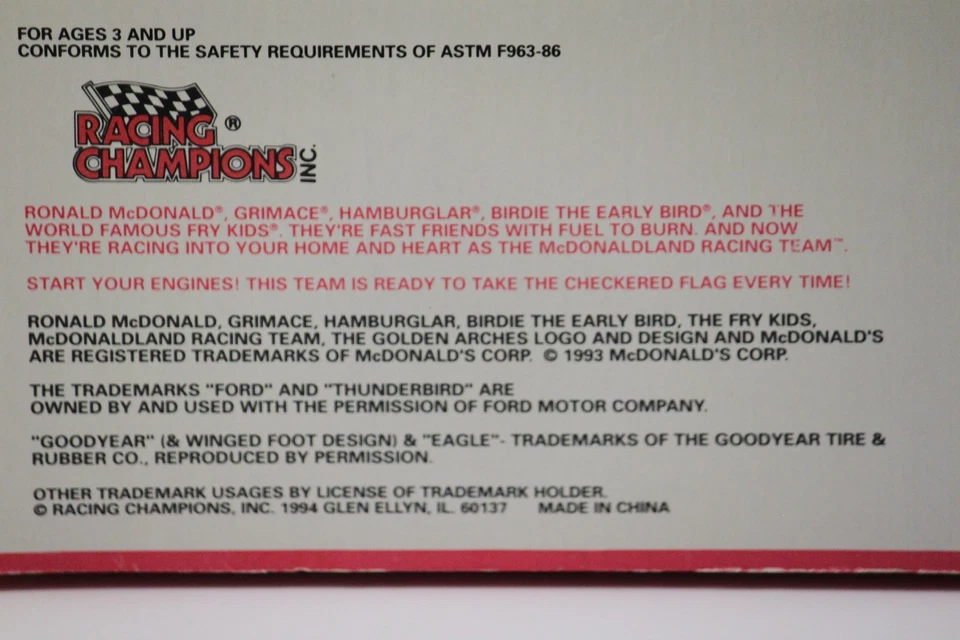 FOR AGES 3 AND UP
CONFORMS TO THE SAFETY REQUIREMENTS OF ASTM F963-86
RACING ®
CHAMPIONS INC.
RONALD McDONALD®, GRIMACE®, HAMBURGLAR®, BIRDIE THE EARLY BIRD®, AND THE
WORLD FAMOUS FRY KIDS®. THEY'RE FAST FRIENDS WITH FUEL TO BURN. AND NOW
THEY'RE RACING INTO YOUR HOME AND HEART AS THE McDONALDLAND RACING TEAM™.
START YOUR ENGINES! THIS TEAM IS READY TO TAKE THE CHECKERED FLAG EVERY TIME!
RONALD McDONALD, GRIMACE, HAMBURGLAR, BIRDIE THE EARLY BIRD, THE FRY KIDS,
McDONALDLAND RACING TEAM, THE GOLDEN ARCHES LOGO AND DESIGN AND McDONALD'S
ARE REGISTERED TRADEMARKS OF McDONALD'S CORP. © 1993 McDONALD'S CORP.
THE TRADEMARKS "FORD" AND "THUNDERBIRD" ARE
OWNED BY AND USED WITH THE PERMISSION OF FORD MOTOR COMPANY.
"GOODYEAR" (& WINGED FOOT DESIGN) & "EAGLE"- TRADEMARKS OF THE GOODYEAR TIRE &
RUBBER CO., REPRODUCED BY PERMISSION.
OTHER TRADEMARK USAGES BY LICENSE OF TRADEMARK HOLDER.
© RACING CHAMPIONS, INC. 1994 GLEN ELLYN, IL. 60137 MADE IN CHINA